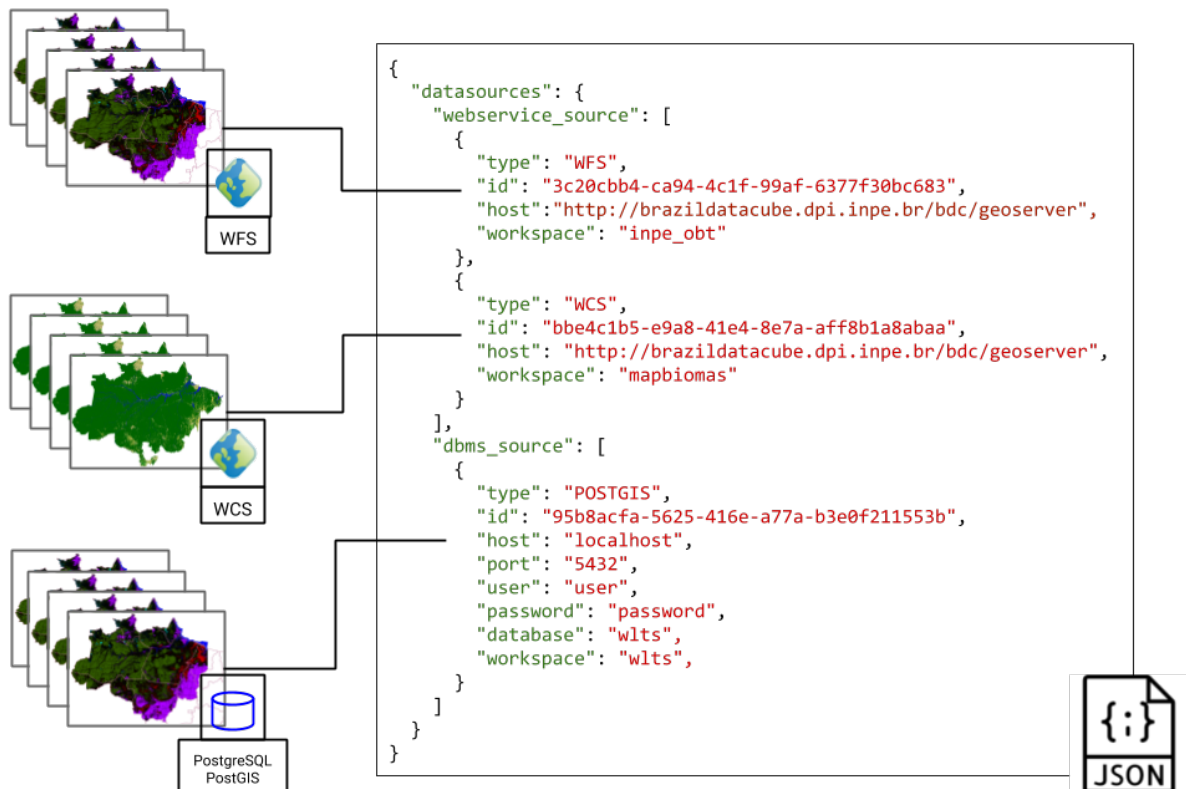 {
"datasources": {
"webservice_source": [
{
"type": "WFS",
"id": "3c20cbb4-ca94-4c1f-99af-6377f30bc683",
"host":"http://brazildatacube.dpi.inpe.br/bdc/geoserver",
"workspace": "inpe_obt"
},
{
"type": "WCS",
"id": "bbe4c1b5-e9a8-41e4-8e7a-aff8b1a8abaa",
"host": "http://brazildatacube.dpi.inpe.br/bdc/geoserver",
"workspace": "mapbiomas"
}
],
"dbms_source": [
{
"type": "POSTGIS",
"id": "95b8acfa-5625-416e-a77a-b3e0f211553b",
"host": "localhost",
"port": "5432",
"user": "user",
"password": "password",
"database": "wlts",
"workspace": "wlts",
}
]
}
}
WFS
WCS
PostgreSQL
PostGIS
{;}
JSON